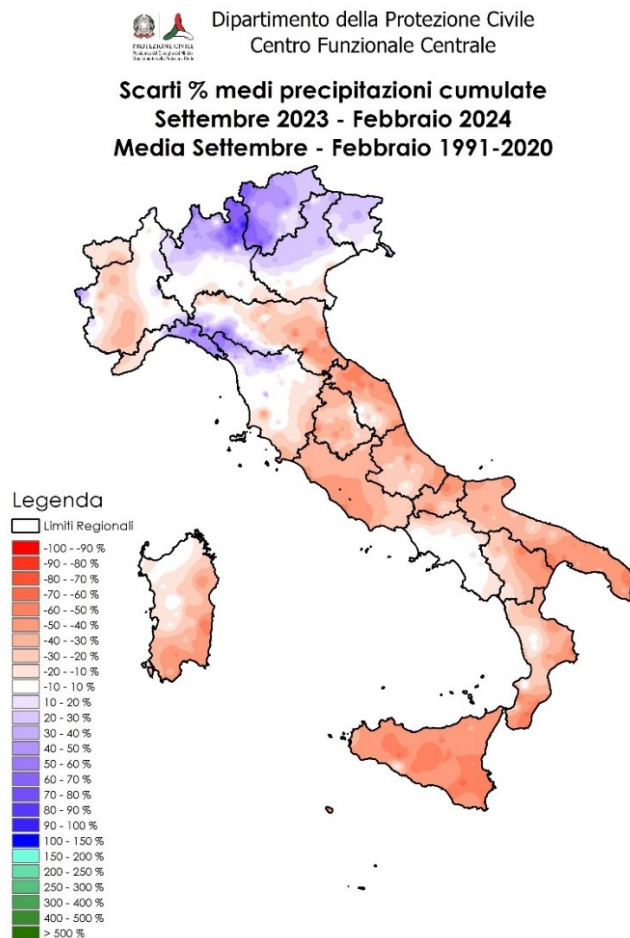 Dipartimento della Protezione Civile
Centro Funzionale Centrale
PROTEZIONE CIVILE
Scarti % medi precipitazioni cumulate
Settembre 2023 - Febbraio 2024
Media Settembre - Febbraio 1991-2020
Legenda
Limiti Regionali
-100 - -90 %
-90 - -80 %
-80 - -70 %
-70 - -60 %
-60 - -50 %
-50 - -40 %
-40 - -30 %
-30 - -20 %
-20 - -10 %
-10 - 10 %
10 - 20 %
20 - 30 %
30 - 40 %
40 - 50 %
50 - 60 %
60 - 70 %
70 - 80 %
80 - 90 %
90 - 100 %
100 - 150 %
150 - 200 %
200 - 250 %
250 - 300 %
300 - 400 %
400 - 500 %
> 500 %